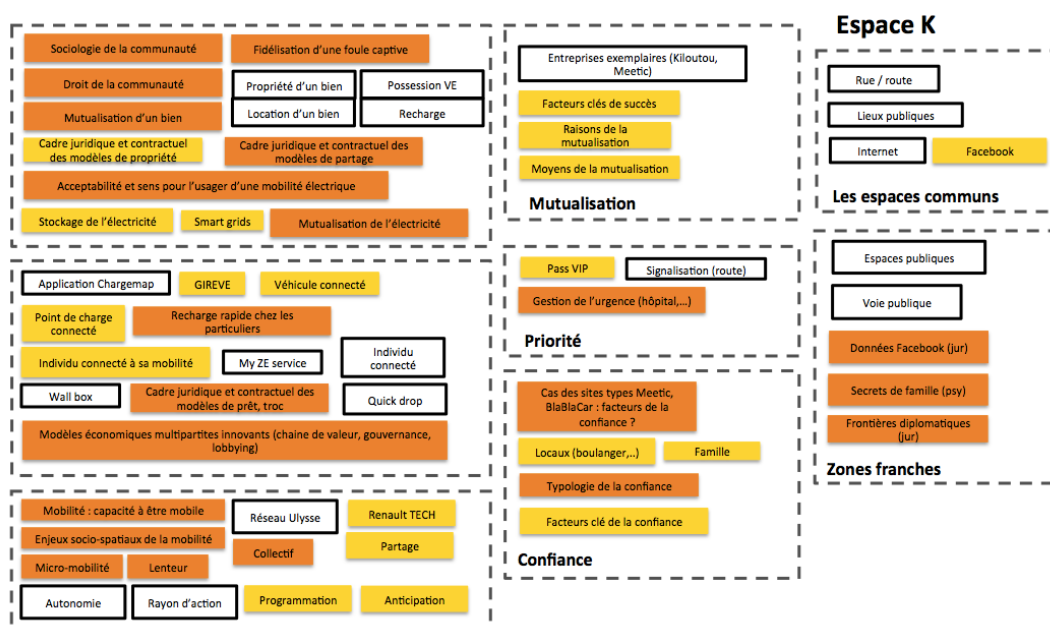 Espace K
Sociologie de la communauté
Fidélisation d'une foule captive
Droit de la communauté
Propriété d'un bien
Possession VE
Mutualisation d'un bien
Location d'un bien
Recharge
Cadre juridique et contractuel
des modèles de propriété
Cadre juridique et contractuel des
modèles de partage
Acceptabilité et sens pour l'usager d'une mobilité électrique
Stockage de l'électricité
Smart grids
Mutualisation de l'électricité
Application Chargemap
GIREVE
Véhicule connecté
Point de charge
connecté
Recharge rapide chez les
particuliers
Individu connecté à sa mobilité
My ZE service
Individu
connecté
Wall box
Cadre juridique et contractuel des
modèles de prêt, troc
Quick drop
Modèles économiques multipartites innovants (chaine de valeur, gouvernance,
lobbying)
Mobilité : capacité à être mobile
Réseau Ulysse
Renault TECH
Enjeux socio-spatiaux de la mobilité
Collectif
Partage
Micro-mobilité
Lenteur
Autonomie
Rayon d'action
Programmation
Anticipation
Entreprises exemplaires (Kiloutou,
Meetic)
Facteurs clés de succès
Raisons de la
mutualisation
Moyens de la mutualisation
Mutualisation
Pass VIP
Signalisation (route)
Gestion de l'urgence (hôpital,...)
Priorité
Cas des sites types Meetic,
BlaBlaCar : facteurs de la
confiance ?
Locaux (boulanger,..)
Famille
Typologie de la confiance
Facteurs clé de la confiance
Confiance
Rue / route
Lieux publiques
Internet
Facebook
Les espaces communs
Espaces publiques
Voie publique
Données Facebook (jur)
Secrets de famille (psy)
Frontières diplomatiques
(jur)
Zones franches